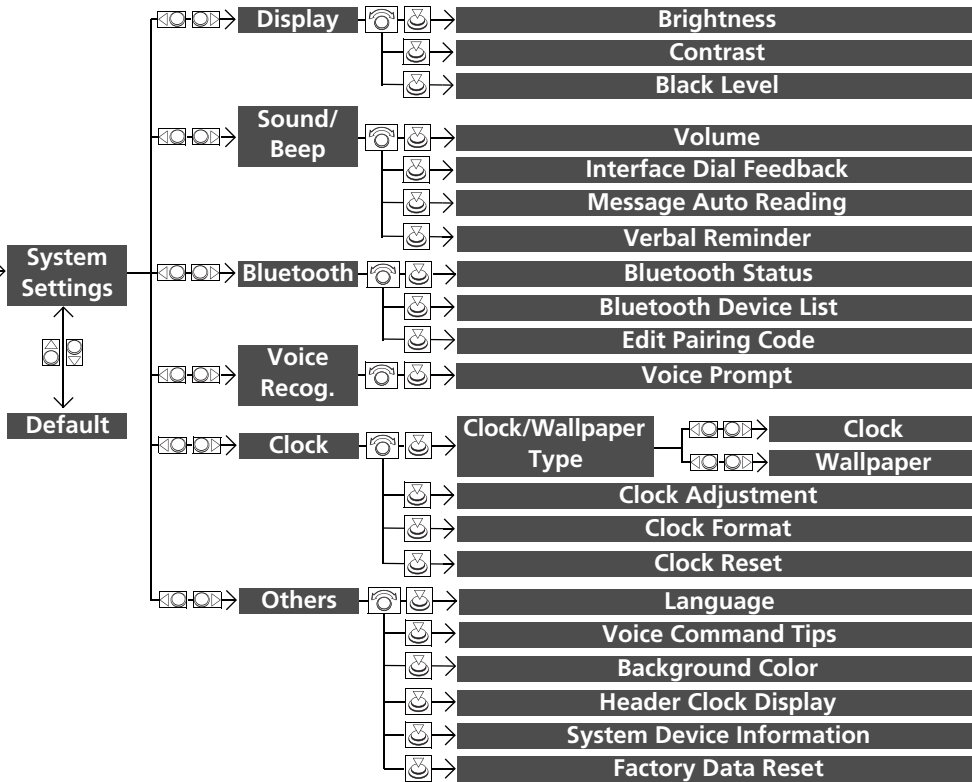 Display
Brightness
Contrast
Black Level
Sound/
Beep
Volume
Interface Dial Feedback
Message Auto Reading
Verbal Reminder
System
Settings
Bluetooth
Bluetooth Status
Bluetooth Device List
Edit Pairing Code
Voice
Recog.
Voice Prompt
Default
Clock
Clock/Wallpaper
Type
Clock
Wallpaper
Clock Adjustment
Clock Format
Clock Reset
Others
Language
Voice Command Tips
Background Color
Header Clock Display
System Device Information
Factory Data Reset